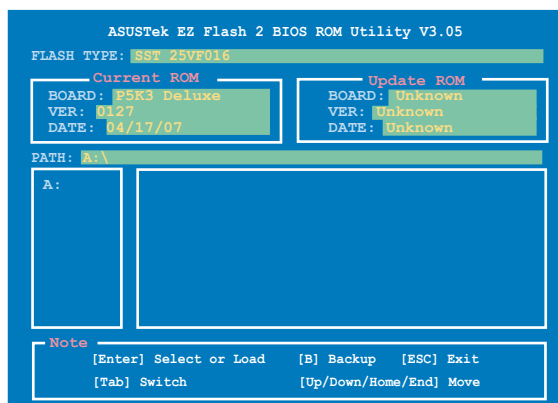 ASUSTek EZ Flash 2 BIOS ROM Utility V3.05
FLASH TYPE: SST 25VF016
Current ROM
BOARD: P5K3 Deluxe
VER: 0127
DATE: 04/17/07
Update ROM
BOARD: Unknown
VER: Unknown
DATE: Unknown
PATH: A:\
A:
Note
[Enter] Select or Load [B] Backup [ESC] Exit
[Tab] Switch [Up/Down/Home/End] Move